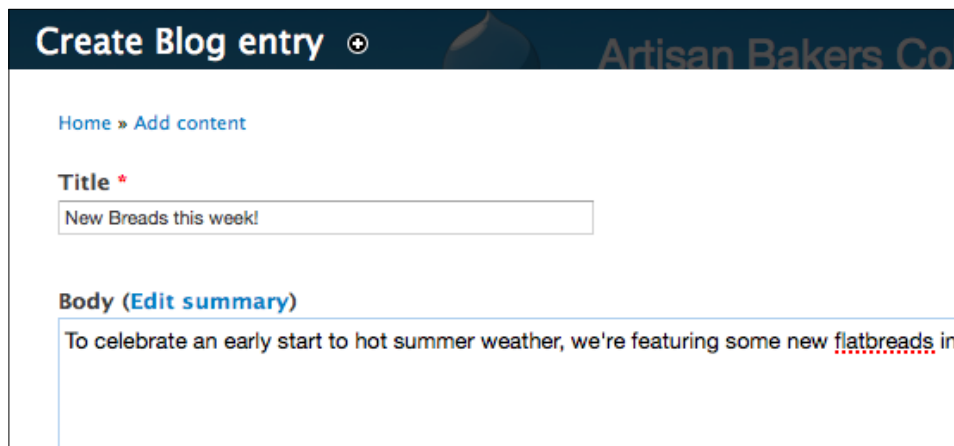 Create Blog entry
Artisan Bakers Co
Home » Add content
Title *
New Breads this week!
Body (Edit summary)
To celebrate an early start to hot summer weather, we're featuring some new flatbreads in